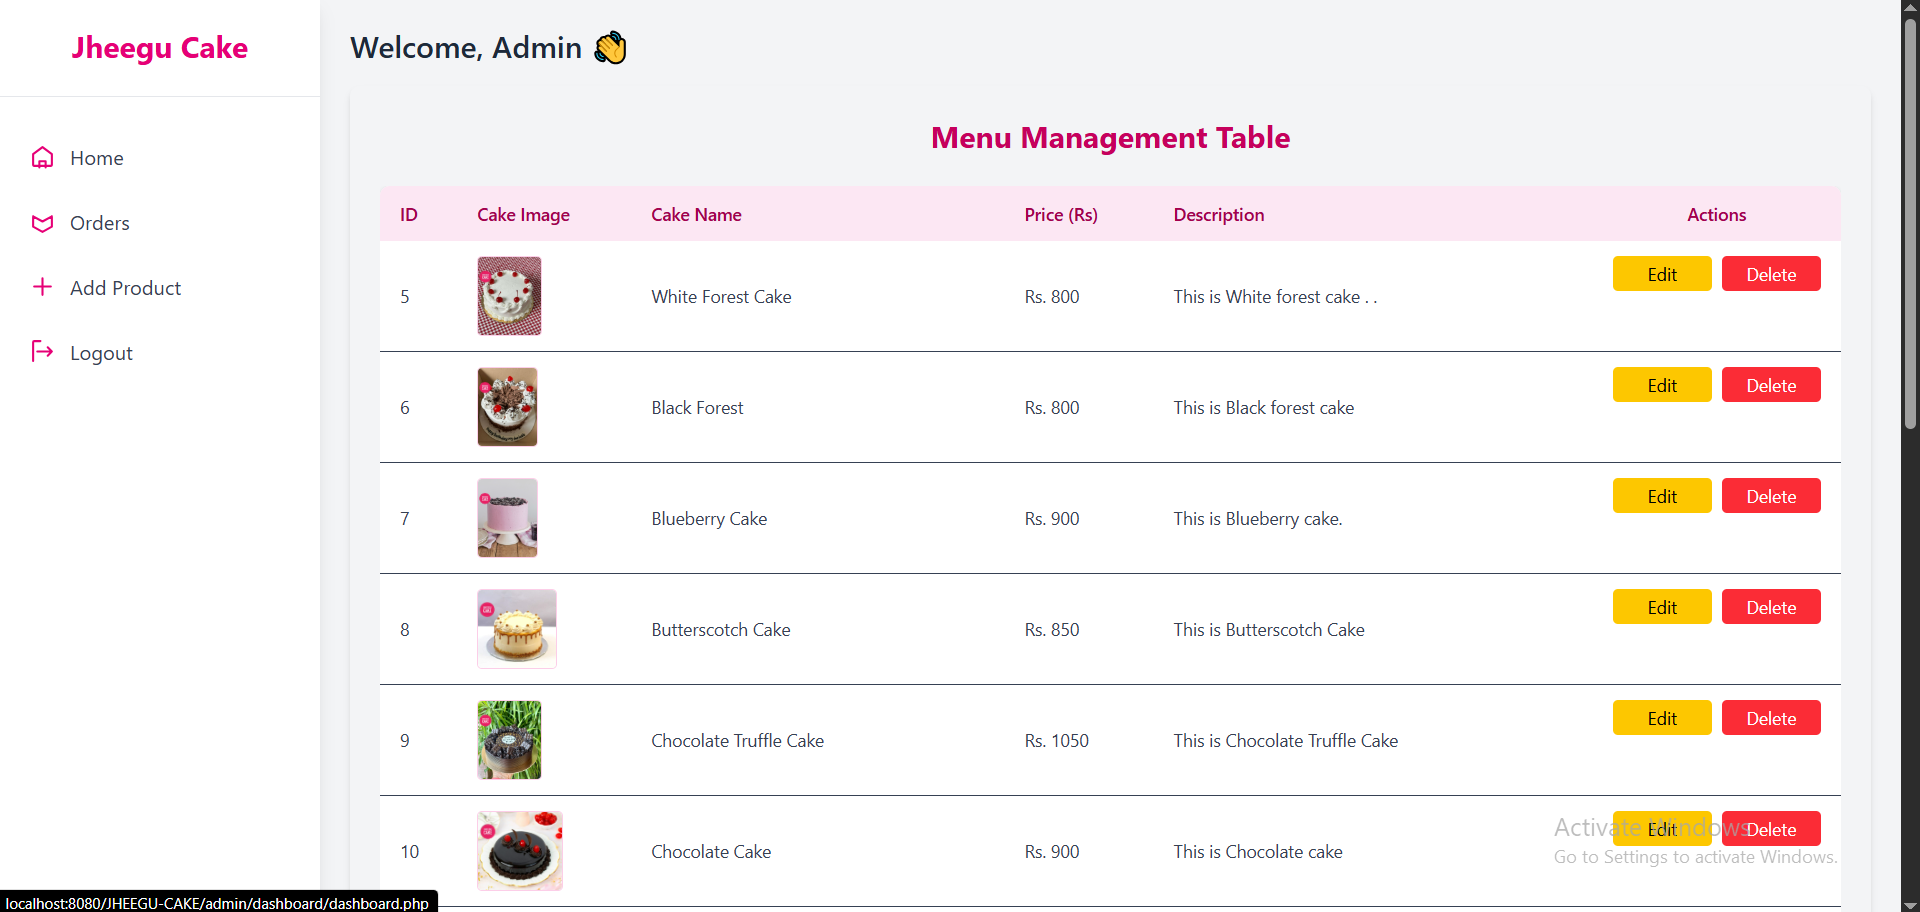 Jheegu Cake
Home
Orders
Add Product
Logout
Welcome, Admin 👋
Menu Management Table
ID Cake Image Cake Name Price (Rs) Description Actions
5 White Forest Cake Rs. 800 This is White forest cake . . Edit Delete
6 Black Forest Rs. 800 This is Black forest cake Edit Delete
7 Blueberry Cake Rs. 900 This is Blueberry cake. Edit Delete
8 Butterscotch Cake Rs. 850 This is Butterscotch Cake Edit Delete
9 Chocolate Truffle Cake Rs. 1050 This is Chocolate Truffle Cake Edit Delete
10 Chocolate Cake Rs. 900 This is Chocolate cake Edit Delete
Activate Windows
Go to Settings to activate Windows.
localhost:8080/JHEEGU-CAKE/admin/dashboard/dashboard.php